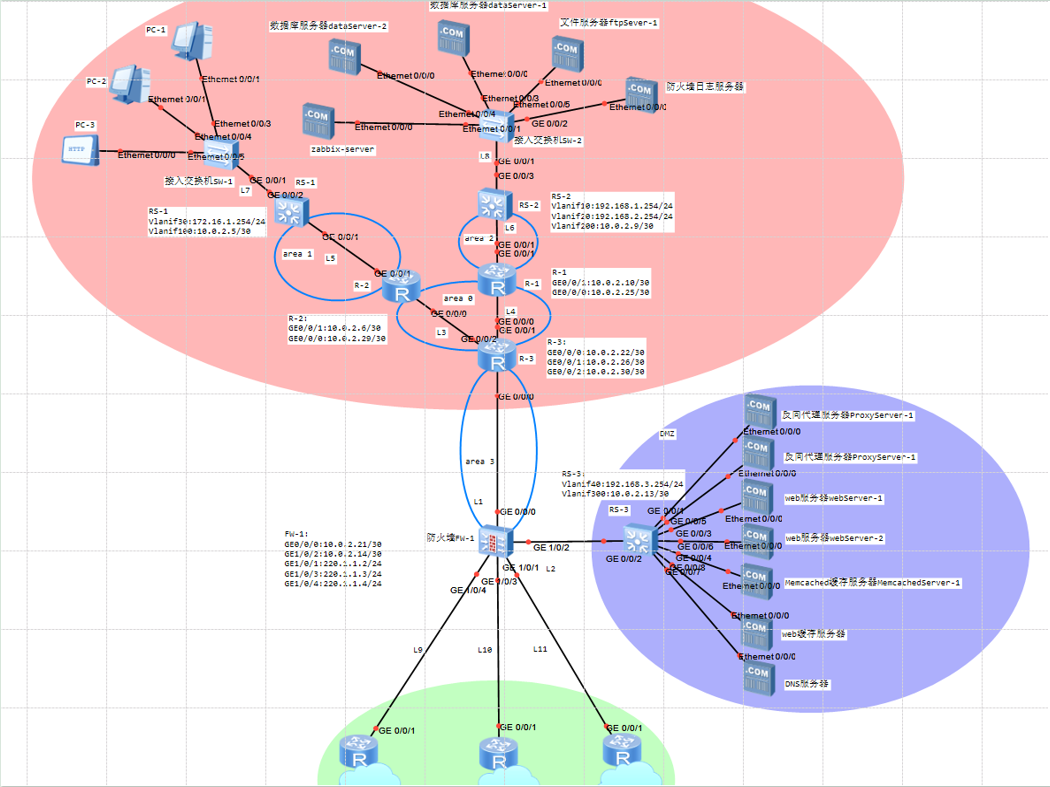 数据库服务器dataServer-1
数据库服务器dataServer-2
文件服务器ftpSever-1
PC-1
.COM
.COM
.COM
Ethernet 0/0/1
Ethernet 0/0/0
Ethernet 0/0/0
Ethernet 0/0/0
PC-2
.COM
防火墙日志服务器
Ethernet 0/0/1
Ethernet 0/0/3
Ethernet 0/0/5
Ethernet 0/0/0
.COM
Ethernet 0/0/4
GE 0/0/2
PC-3
Ethernet 0/0/3
Ethernet 0/0/0
Ethernet 0/0/1
Ethernet 0/0/4
接入交换机SW-2
HTTP
Ethernet 0/0/0
Ethernet 0/0/5
zabbix-server
L8
GE 0/0/1
接入交换机SW-1
GE 0/0/1
RS-1
GE 0/0/3
L7
GE 0/0/2
RS-1
Vlanif30:172.16.1.254/24
Vlanif100:10.0.2.5/30
RS-2
RS-2
Vlanif10:192.168.1.254/24
Vlanif20:192.168.2.254/24
Vlanif200:10.0.2.9/30
L6
GE 0/0/1
area 2
GE 0/0/1
GE 0/0/1
area 1
L5
GE 0/0/1
R-2
R
R
R-1
R-1
GE0/0/1:10.0.2.10/30
GE0/0/0:10.0.2.25/30
area 0
GE 0/0/0
L4
GE 0/0/0
GE 0/0/1
R-2:
GE0/0/1:10.0.2.6/30
GE0/0/0:10.0.2.29/30
L3
GE 0/0/2
R
R-3
R-3:
GE0/0/0:10.0.2.22/30
GE0/0/1:10.0.2.26/30
GE0/0/2:10.0.2.30/30
GE 0/0/0
.COM
反向代理服务器ProxyServer-1
DMZ
Ethernet 0/0/0
.COM
反向代理服务器ProxyServer-1
area 3
RS-3:
Vlanif40:192.168.3.254/24
Vlanif300:10.0.2.13/30
Ethernet 0/0/0
.COM
web服务器webServer-1
L1
GE 0/0/0
RS-3
GE 0/0/1
GE 0/0/5
Ethernet 0/0/0
FW-1:
GE0/0/0:10.0.2.21/30
GE1/0/2:10.0.2.14/30
GE1/0/1:220.1.1.2/24
GE1/0/3:220.1.1.3/24
GE1/0/4:220.1.1.4/24
防火墙FW-1
GE 1/0/2
GE 0/0/3
.COM
web服务器webServer-2
GE 0/0/6
Ethernet 0/0/0
GE 0/0/2
GE 0/0/4
GE 0/0/8
GE 0/0/7
GE 1/0/1
L2
GE 1/0/3
GE 1/0/4
.COM
Memcached缓存服务器MemcachedServer-1
Ethernet 0/0/0
Ethernet 0/0/0
.COM
web缓存服务器
L9
L10
L11
Ethernet 0/0/0
.COM
DNS服务器
GE 0/0/1
GE 0/0/1
GE 0/0/1
R
R
R